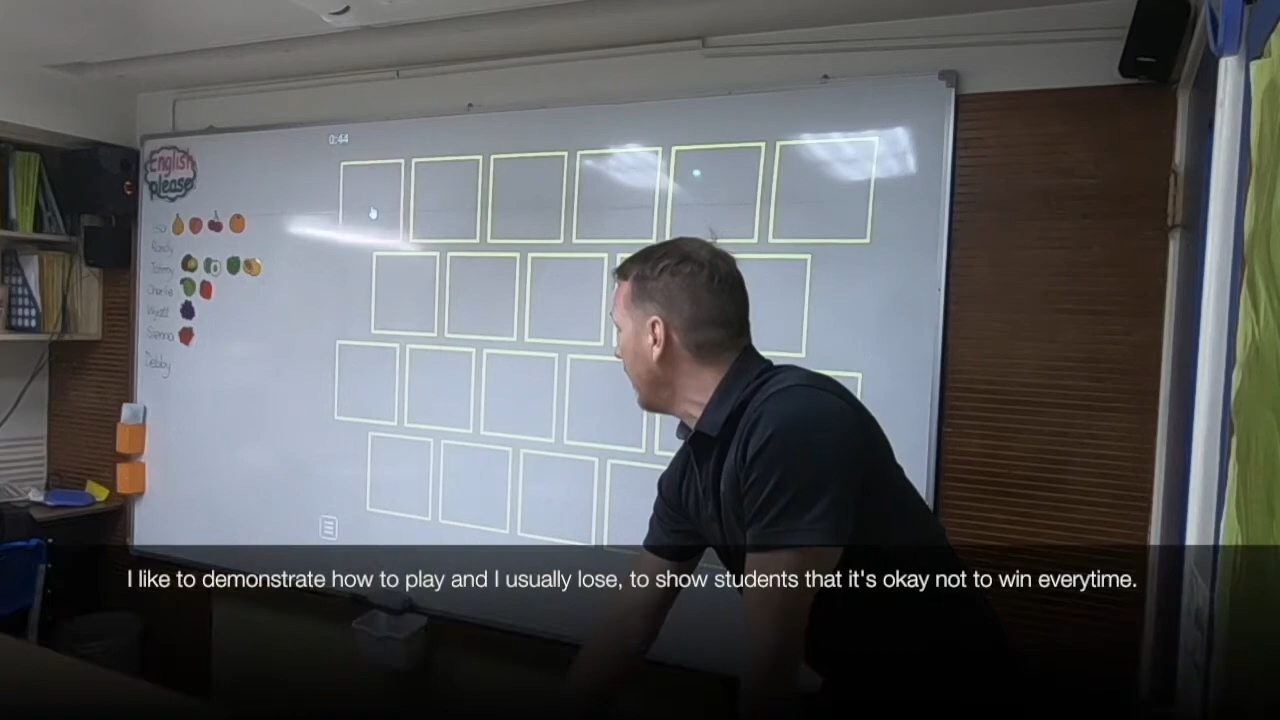 0:44
English
please!
Randy
Tommy
Charlie
Wyatt
Sienna
Debby
I like to demonstrate how to play and I usually lose, to show students that it's okay not to win everytime.